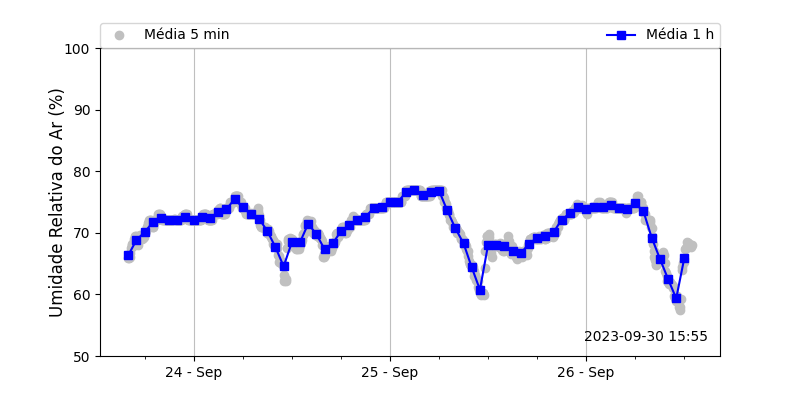 Média 5 min
Média 1 h
Umidade Relativa do Ar (%)
100
90
80
70
60
50
2023-09-30 15:55
24 - Sep
25 - Sep
26 - Sep